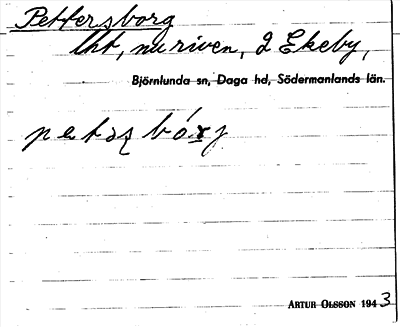 Pettersborg
Lht, nu riven, å Ekeby,
Björnlunda sn, Daga hd, Södermanlands län.
ARTUR OLSSON 1943